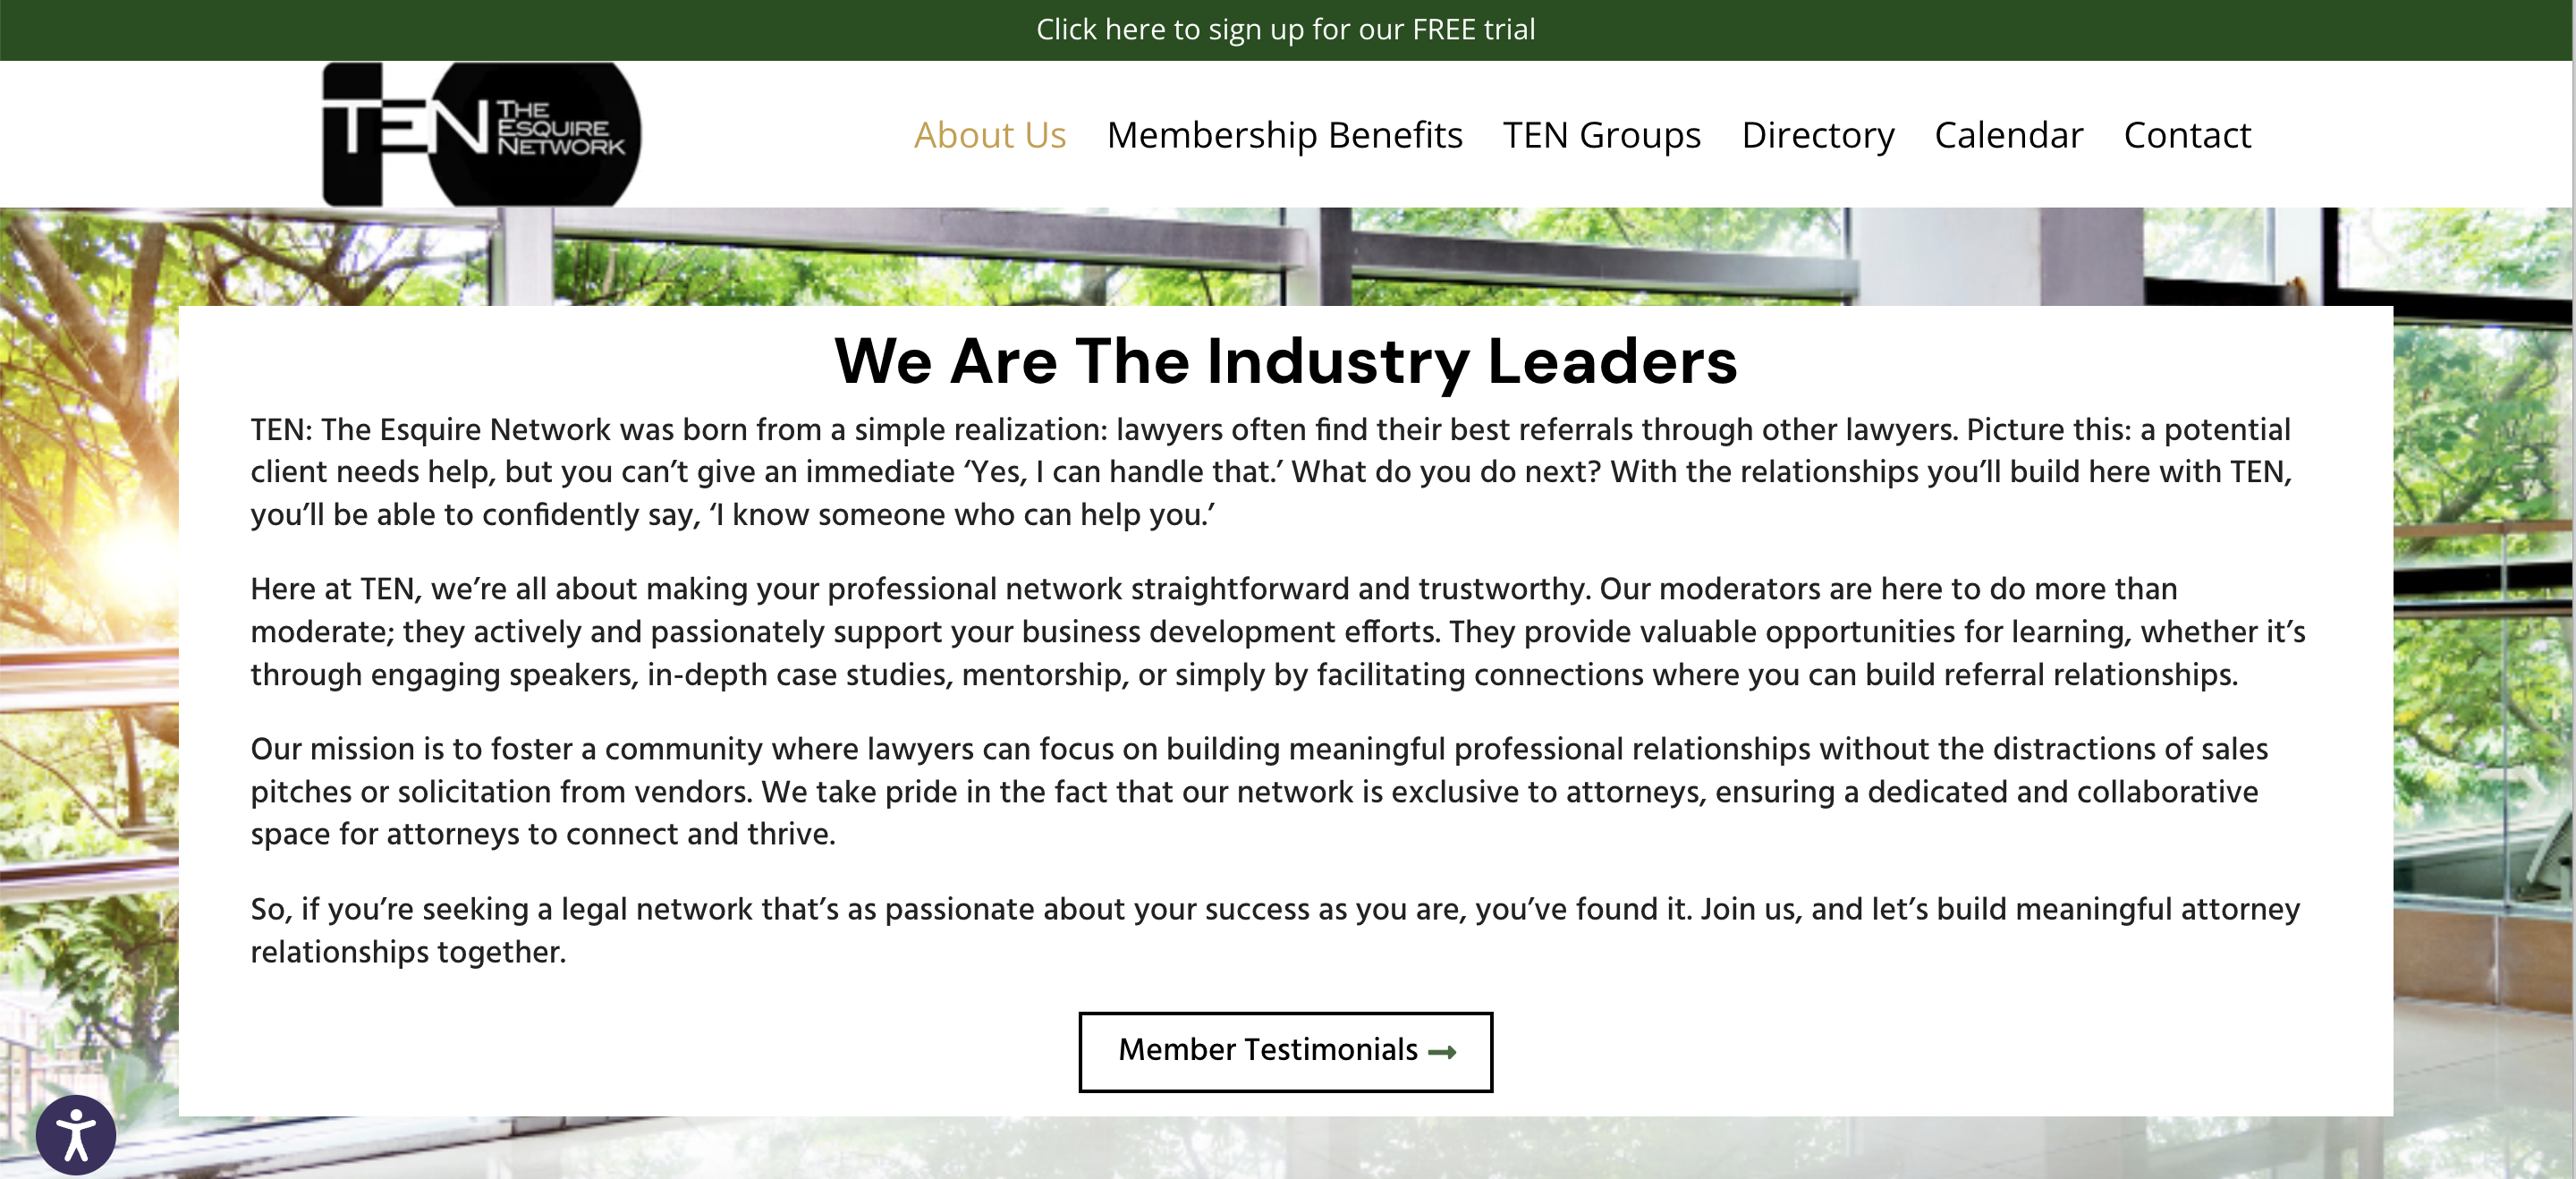 Click here to sign up for our FREE trial
TEN THE
ESQUIRE
NETWORK
About Us Membership Benefits TEN Groups Directory Calendar Contact
We Are The Industry Leaders
TEN: The Esquire Network was born from a simple realization: lawyers often find their best referrals through other lawyers. Picture this: a potential
client needs help, but you can’t give an immediate ‘Yes, I can handle that.’ What do you do next? With the relationships you’ll build here with TEN,
you’ll be able to confidently say, ‘I know someone who can help you.’
Here at TEN, we’re all about making your professional network straightforward and trustworthy. Our moderators are here to do more than
moderate; they actively and passionately support your business development efforts. They provide valuable opportunities for learning, whether it’s
through engaging speakers, in-depth case studies, mentorship, or simply by facilitating connections where you can build referral relationships.
Our mission is to foster a community where lawyers can focus on building meaningful professional relationships without the distractions of sales
pitches or solicitation from vendors. We take pride in the fact that our network is exclusive to attorneys, ensuring a dedicated and collaborative
space for attorneys to connect and thrive.
So, if you’re seeking a legal network that’s as passionate about your success as you are, you’ve found it. Join us, and let’s build meaningful attorney
relationships together.
Member Testimonials